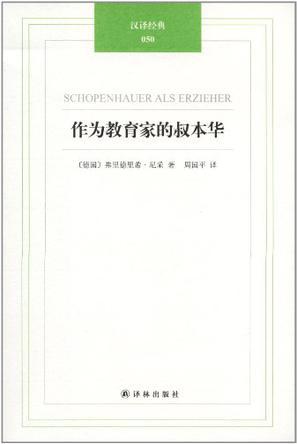 汉译经典
050
SCHOPENHAUER ALS ERZIEHER
作为教育家的叔本华
〔德国〕弗里德里希·尼采 著 周国平 译
译林出版社